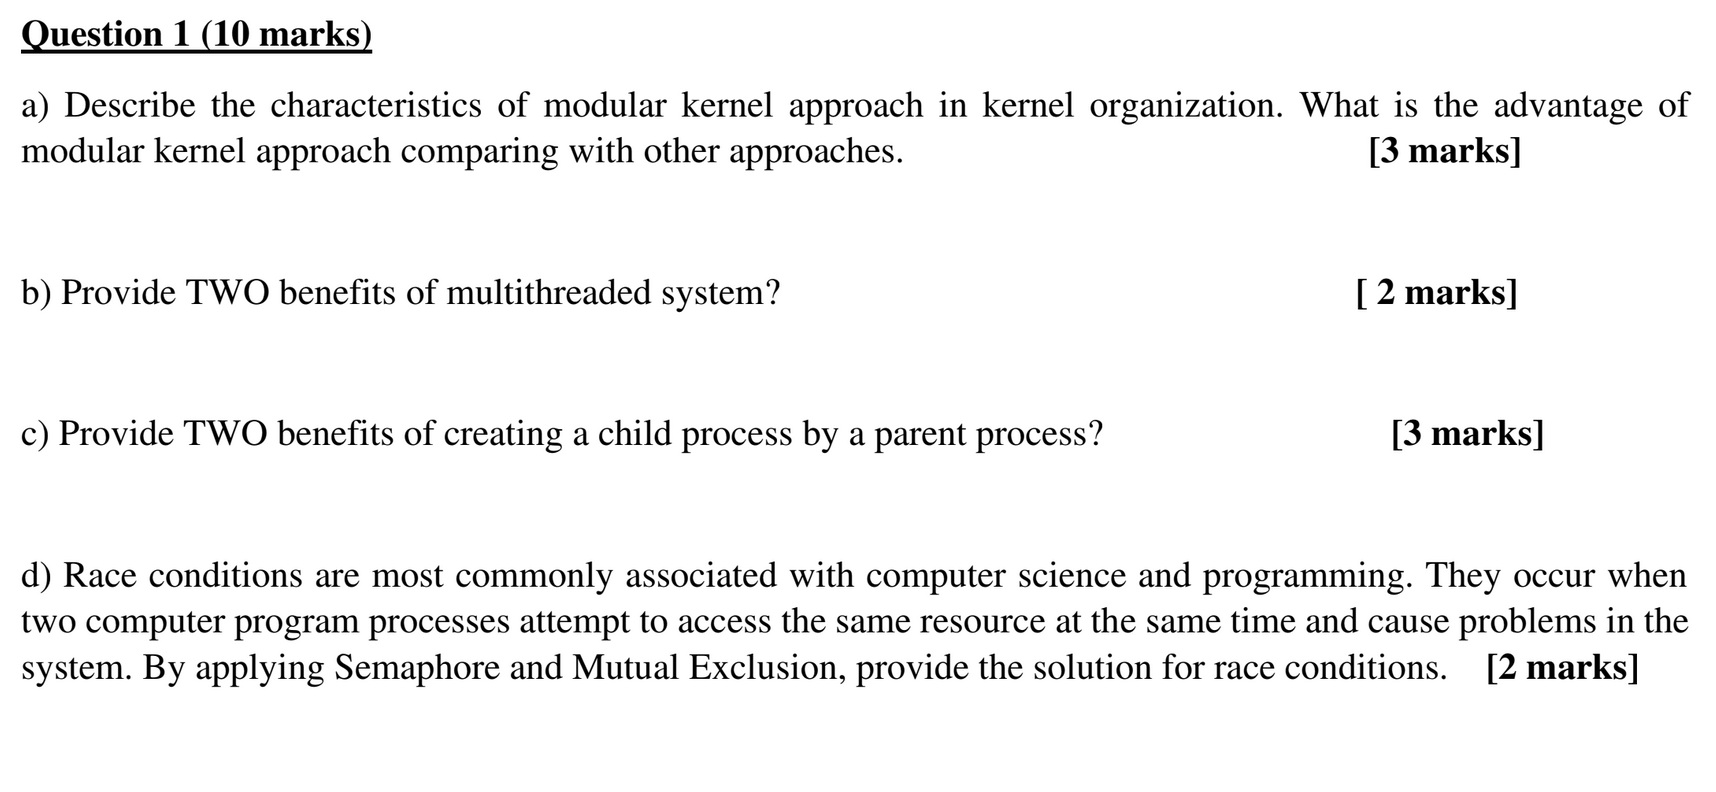 Question 1 (10 marks)
a) Describe the characteristics of modular kernel approach in kernel organization. What is the advantage of
modular kernel approach comparing with other approaches. [3 marks]
b) Provide TWO benefits of multithreaded system? [ 2 marks]
c) Provide TWO benefits of creating a child process by a parent process? [3 marks]
d) Race conditions are most commonly associated with computer science and programming. They occur when
two computer program processes attempt to access the same resource at the same time and cause problems in the
system. By applying Semaphore and Mutual Exclusion, provide the solution for race conditions. [2 marks]